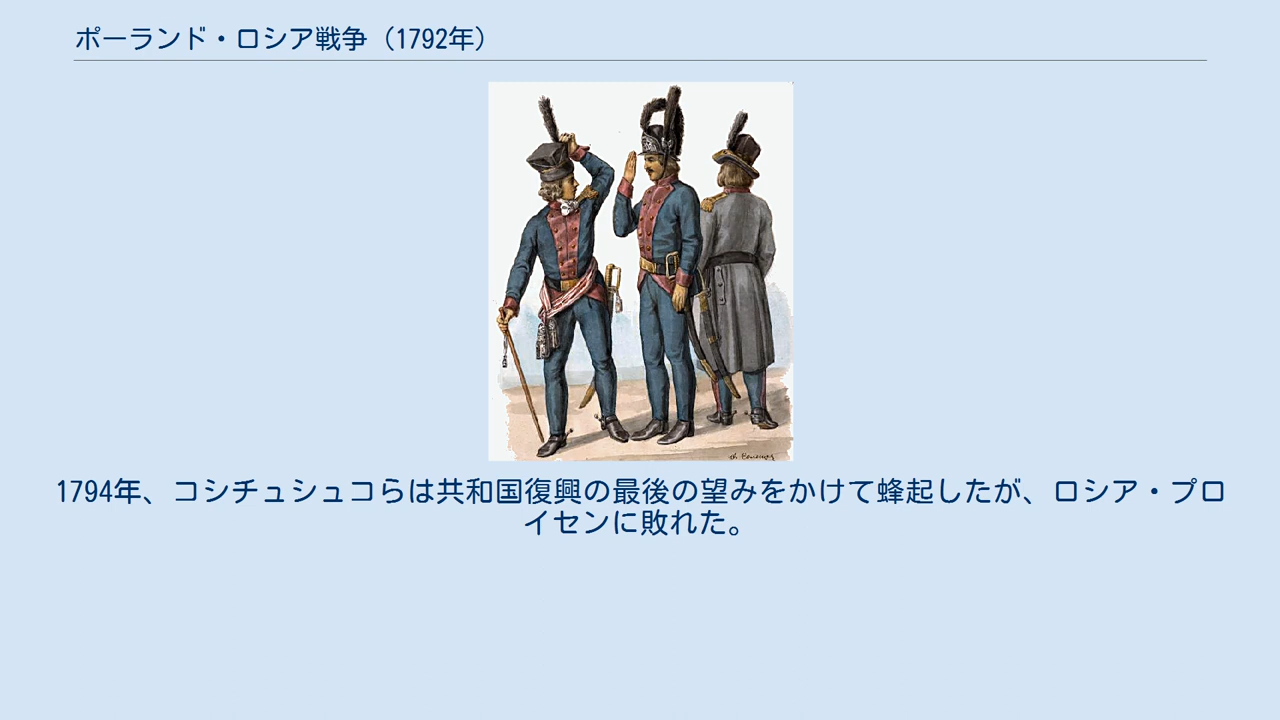 ポーランド・ロシア戦争（1792年）
1794年、コシチュシュコらは共和国復興の最後の望みをかけて蜂起したが、ロシア・プロ
イセンに敗れた。